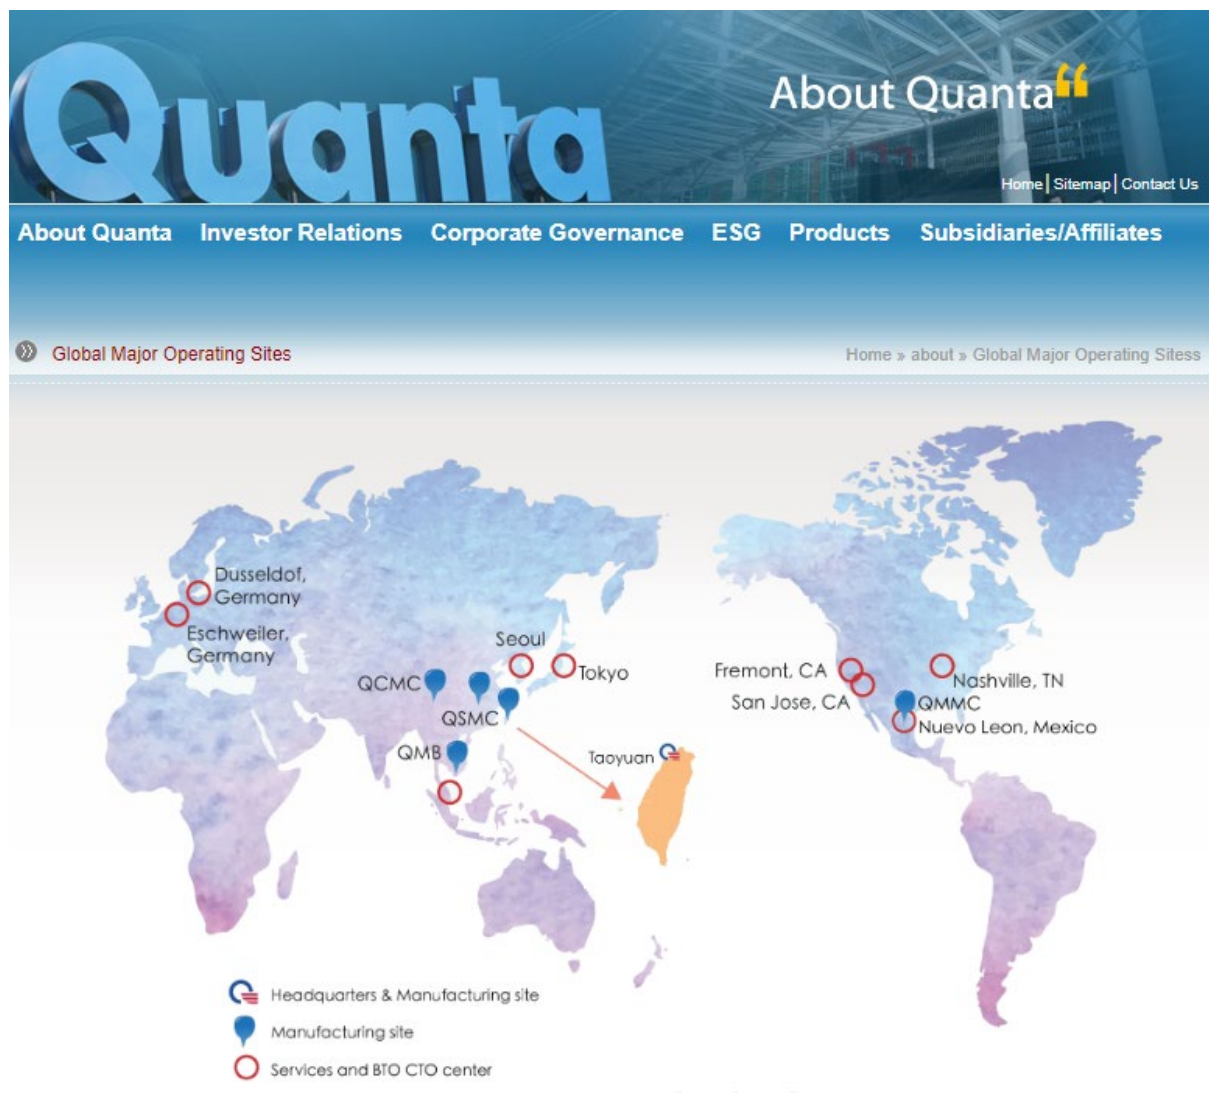 Quanta
About Quanta“
Home | Sitemap | Contact Us
About Quanta Investor Relations Corporate Governance ESG Products Subsidiaries/Affiliates
Global Major Operating Sites
Home » about » Global Major Operating Sitess
Dusseldof,
Germany
Eschweiler,
Germany
Seoul
Tokyo
QCMC
QSMC
QMB
Taoyuan
Fremont, CA
San Jose, CA
Nashville, TN
QMMC
Nuevo Leon, Mexico
Headquarters & Manufacturing site
Manufacturing site
Services and BTO CTO center